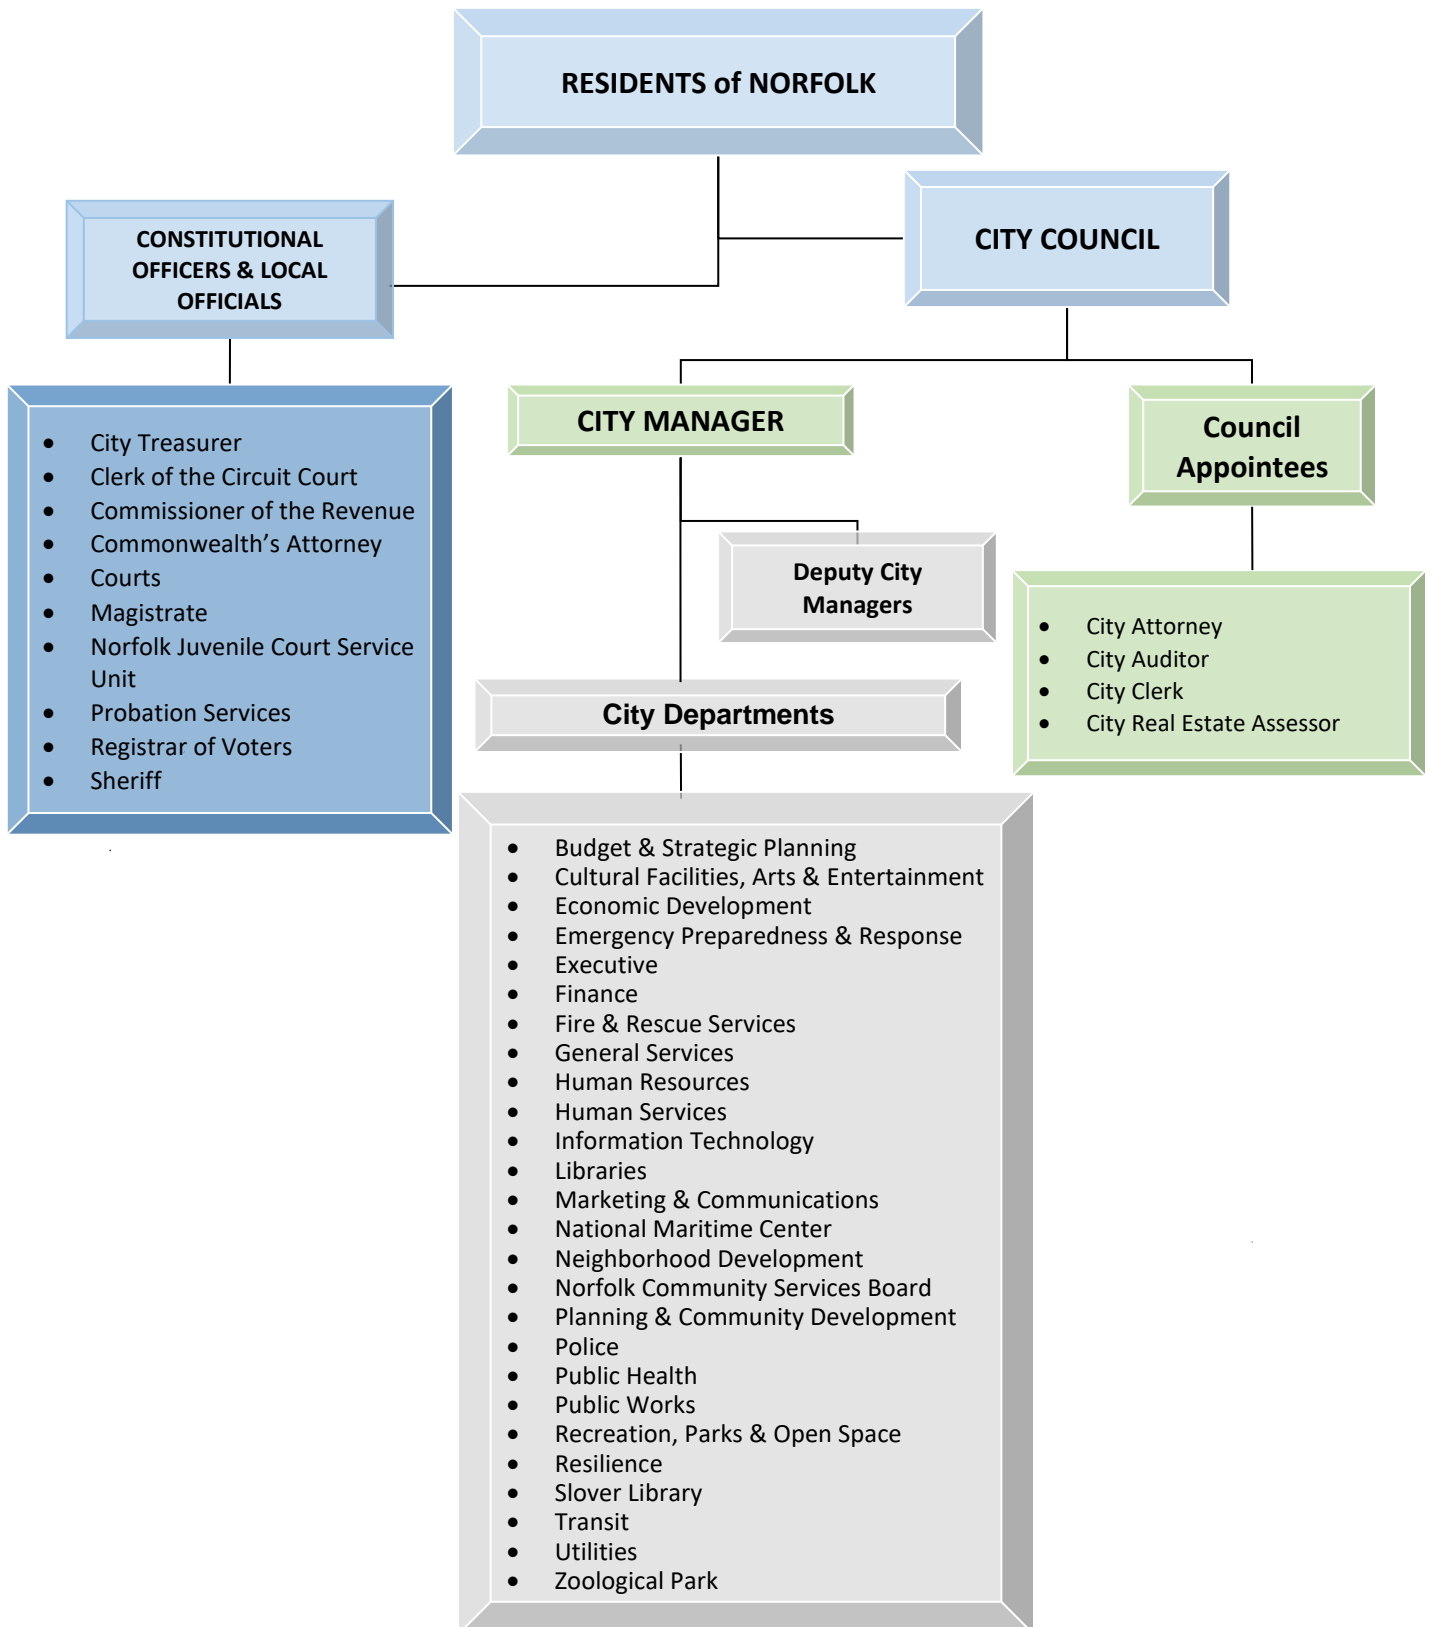 RESIDENTS of NORFOLK
CITY COUNCIL
CONSTITUTIONAL
OFFICERS & LOCAL
OFFICIALS
• City Treasurer
• Clerk of the Circuit Court
• Commissioner of the Revenue
• Commonwealth’s Attorney
• Courts
• Magistrate
• Norfolk Juvenile Court Service
Unit
• Probation Services
• Registrar of Voters
• Sheriff
CITY MANAGER
Council
Appointees
Deputy City
Managers
• City Attorney
• City Auditor
• City Clerk
• City Real Estate Assessor
City Departments
• Budget & Strategic Planning
• Cultural Facilities, Arts & Entertainment
• Economic Development
• Emergency Preparedness & Response
• Executive
• Finance
• Fire & Rescue Services
• General Services
• Human Resources
• Human Services
• Information Technology
• Libraries
• Marketing & Communications
• National Maritime Center
• Neighborhood Development
• Norfolk Community Services Board
• Planning & Community Development
• Police
• Public Health
• Public Works
• Recreation, Parks & Open Space
• Resilience
• Slover Library
• Transit
• Utilities
• Zoological Park